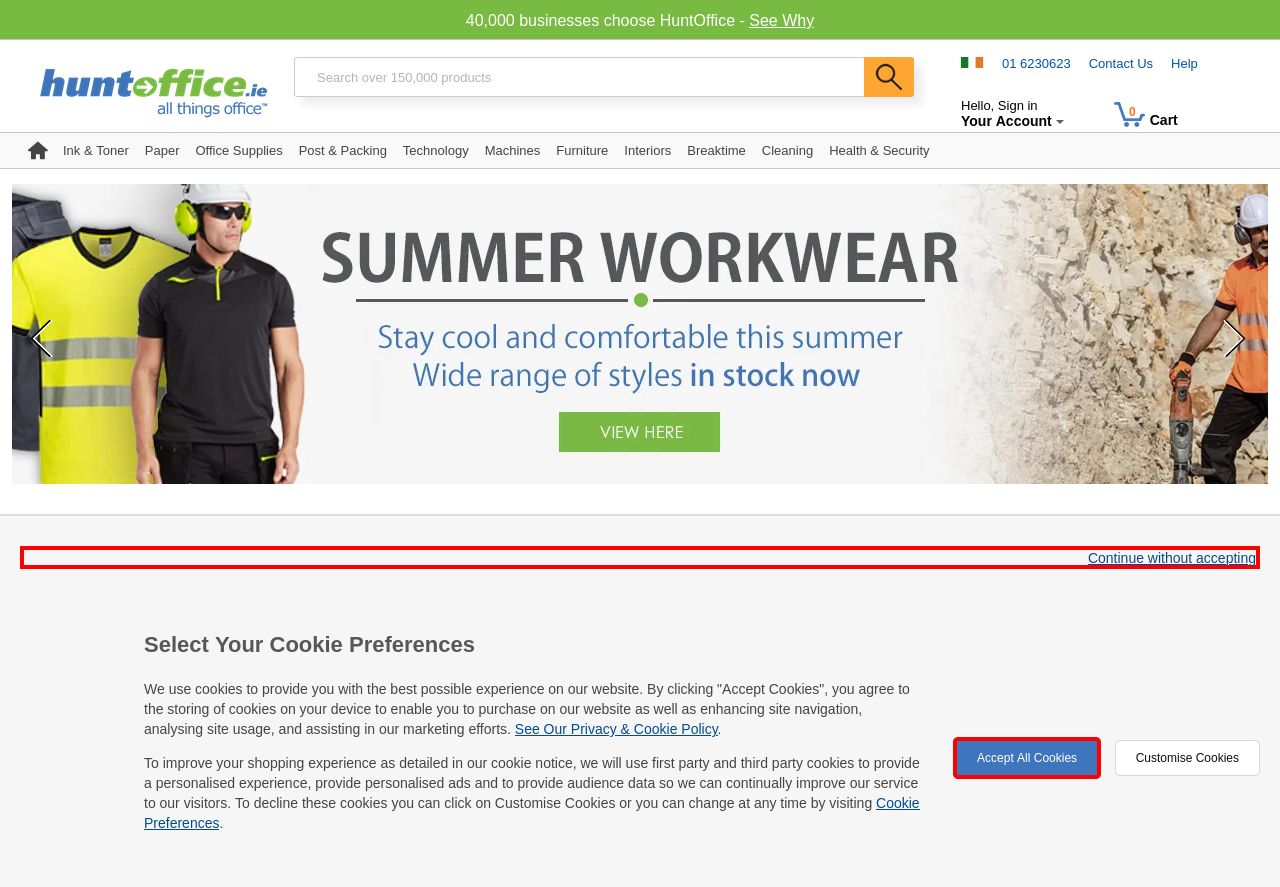 40,000 businesses choose HuntOffice - See Why
huntoffice.ie
all things office™
Search over 150,000 products
01 6230623 Contact Us Help
Hello, Sign in
Your Account
0 Cart
Ink & Toner Paper Office Supplies Post & Packing Technology Machines Furniture Interiors Breaktime Cleaning Health & Security
SUMMER WORKWEAR
Stay cool and comfortable this summer
Wide range of styles in stock now
VIEW HERE
Continue without accepting
Select Your Cookie Preferences
We use cookies to provide you with the best possible experience on our website. By clicking "Accept Cookies", you agree to
the storing of cookies on your device to enable you to purchase on our website as well as enhancing site navigation,
analysing site usage, and assisting in our marketing efforts. See Our Privacy & Cookie Policy.
To improve your shopping experience as detailed in our cookie notice, we will use first party and third party cookies to provide
a personalised experience, provide personalised ads and to provide audience data so we can continually improve our service
to our visitors. To decline these cookies you can click on Customise Cookies or you can change at any time by visiting Cookie
Preferences.
Accept All Cookies
Customise Cookies